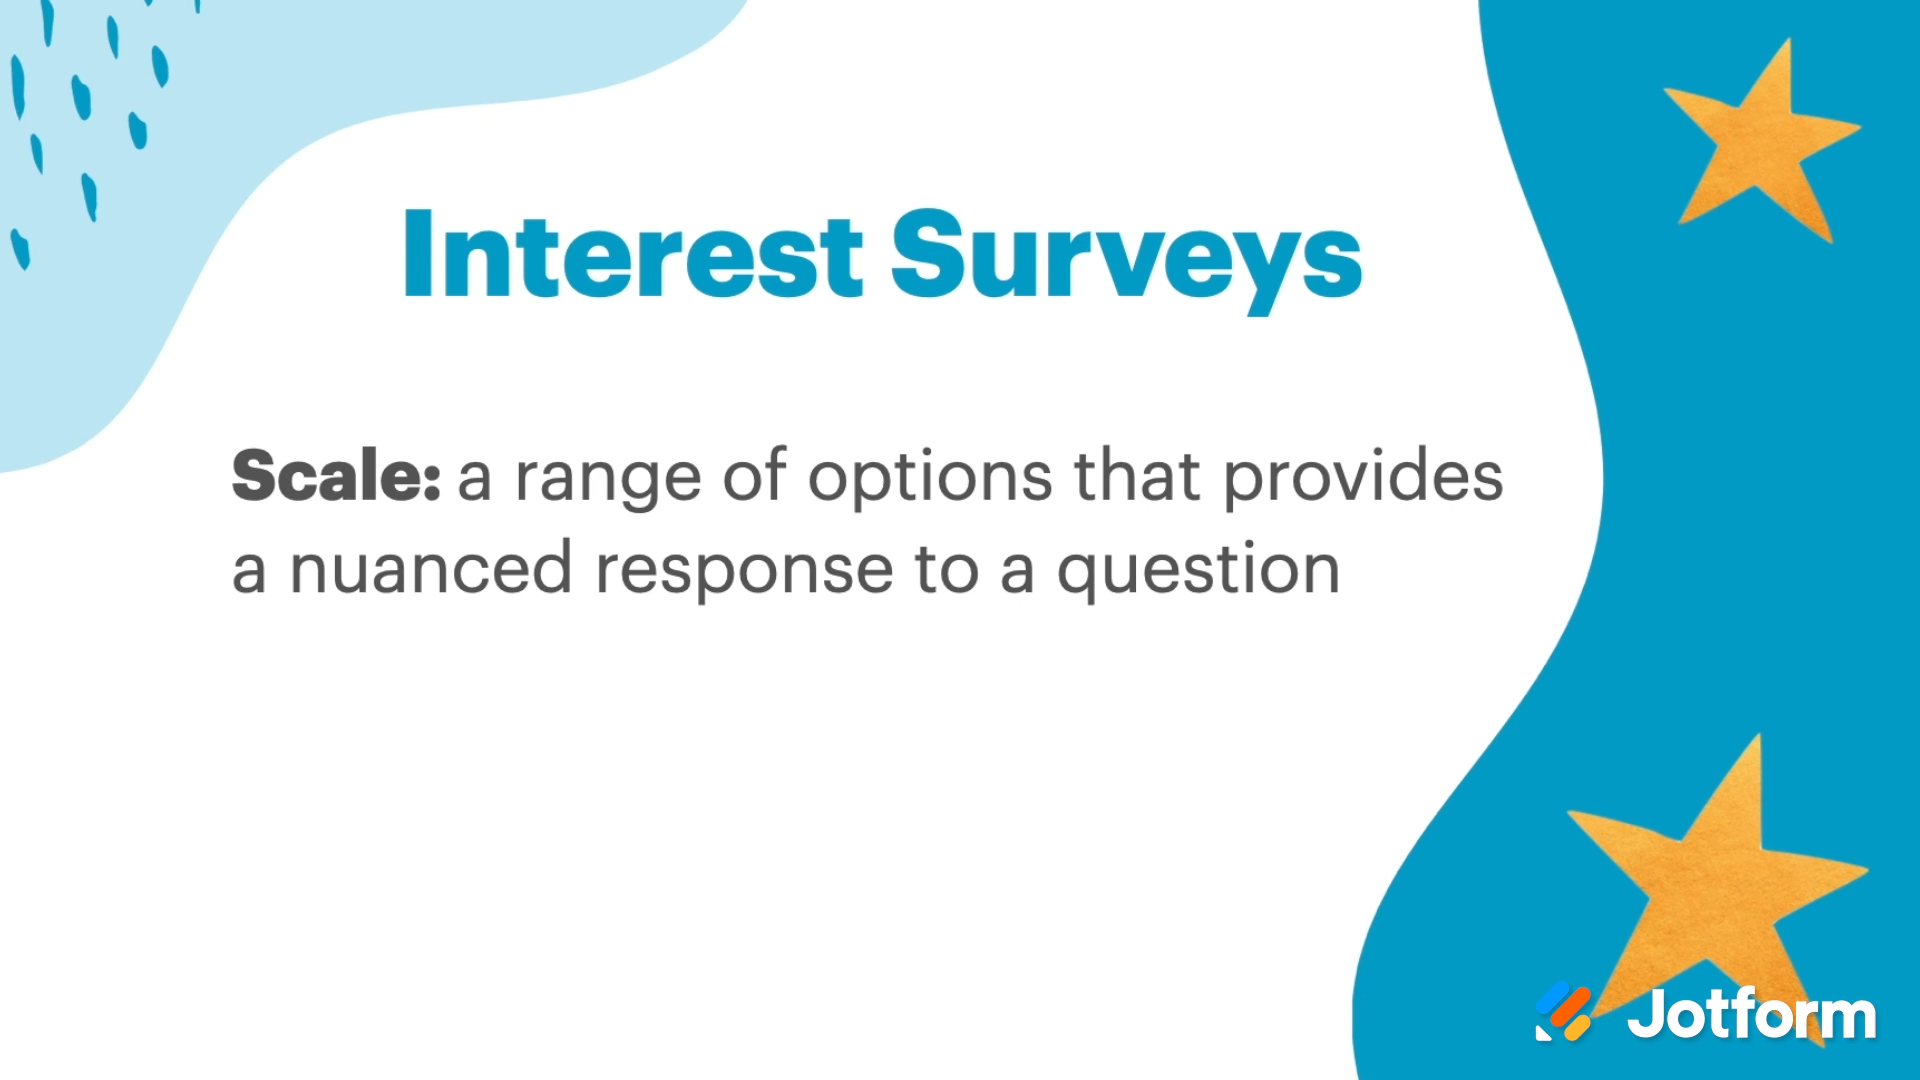 Interest Surveys
Scale: a range of options that provides
a nuanced response to a question
Jotform